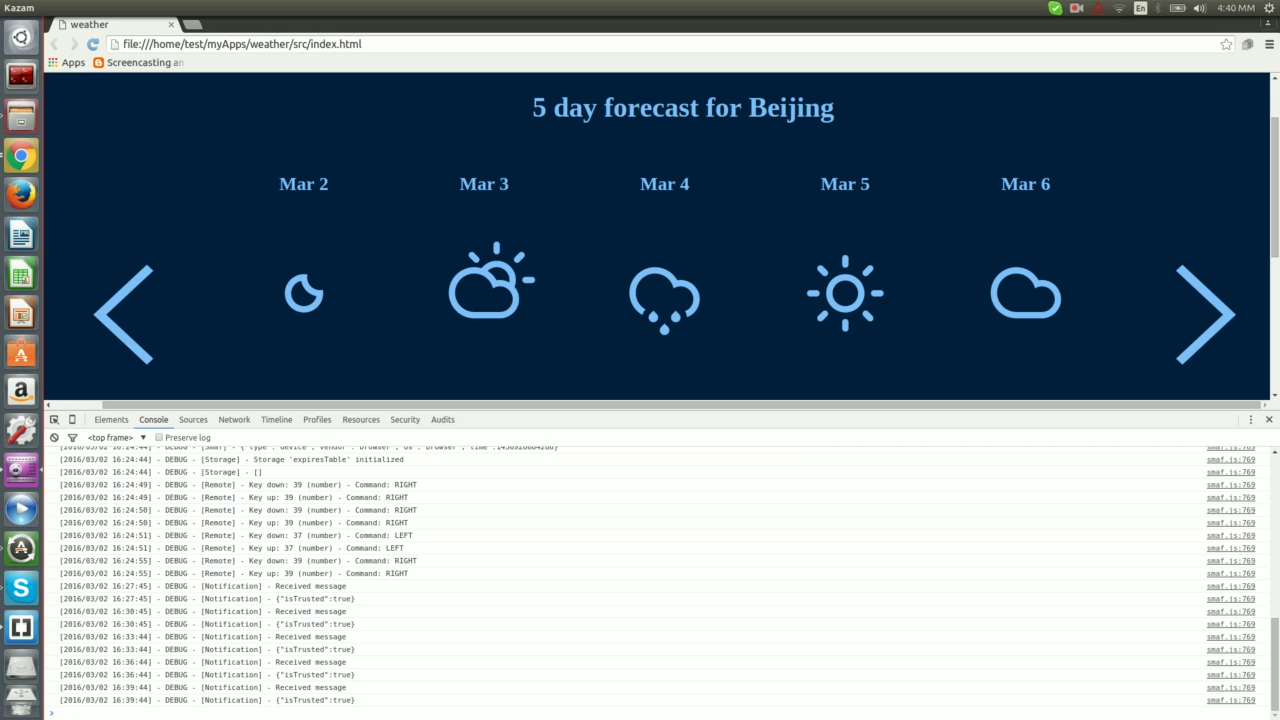 Kazam
En
4:40 MM
weather
file:///home/test/myApps/weather/src/index.html
Apps Screencasting an
5 day forecast for Beijing
Mar 2 Mar 3 Mar 4 Mar 5 Mar 6
Elements Console Sources Network Timeline Profiles Resources Security Audits
<top frame> ▼ Preserve log
[2016/03/02 16:24:44] - DEBUG - [Storage] - Storage 'expiresTable' initialized smaf.js:769
[2016/03/02 16:24:44] - DEBUG - [Storage] - [] smaf.js:769
[2016/03/02 16:24:49] - DEBUG - [Remote] - Key down: 39 (number) - Command: RIGHT smaf.js:769
[2016/03/02 16:24:49] - DEBUG - [Remote] - Key up: 39 (number) - Command: RIGHT smaf.js:769
[2016/03/02 16:24:50] - DEBUG - [Remote] - Key down: 39 (number) - Command: RIGHT smaf.js:769
[2016/03/02 16:24:50] - DEBUG - [Remote] - Key up: 39 (number) - Command: RIGHT smaf.js:769
[2016/03/02 16:24:51] - DEBUG - [Remote] - Key down: 37 (number) - Command: LEFT smaf.js:769
[2016/03/02 16:24:51] - DEBUG - [Remote] - Key up: 37 (number) - Command: LEFT smaf.js:769
[2016/03/02 16:24:55] - DEBUG - [Remote] - Key down: 39 (number) - Command: RIGHT smaf.js:769
[2016/03/02 16:24:55] - DEBUG - [Remote] - Key up: 39 (number) - Command: RIGHT smaf.js:769
[2016/03/02 16:27:45] - DEBUG - [Notification] - Received message smaf.js:769
[2016/03/02 16:27:45] - DEBUG - [Notification] - {"isTrusted":true} smaf.js:769
[2016/03/02 16:30:45] - DEBUG - [Notification] - Received message smaf.js:769
[2016/03/02 16:30:45] - DEBUG - [Notification] - {"isTrusted":true} smaf.js:769
[2016/03/02 16:33:44] - DEBUG - [Notification] - Received message smaf.js:769
[2016/03/02 16:33:44] - DEBUG - [Notification] - {"isTrusted":true} smaf.js:769
[2016/03/02 16:36:44] - DEBUG - [Notification] - Received message smaf.js:769
[2016/03/02 16:36:44] - DEBUG - [Notification] - {"isTrusted":true} smaf.js:769
[2016/03/02 16:39:44] - DEBUG - [Notification] - Received message smaf.js:769
[2016/03/02 16:39:44] - DEBUG - [Notification] - {"isTrusted":true} smaf.js:769